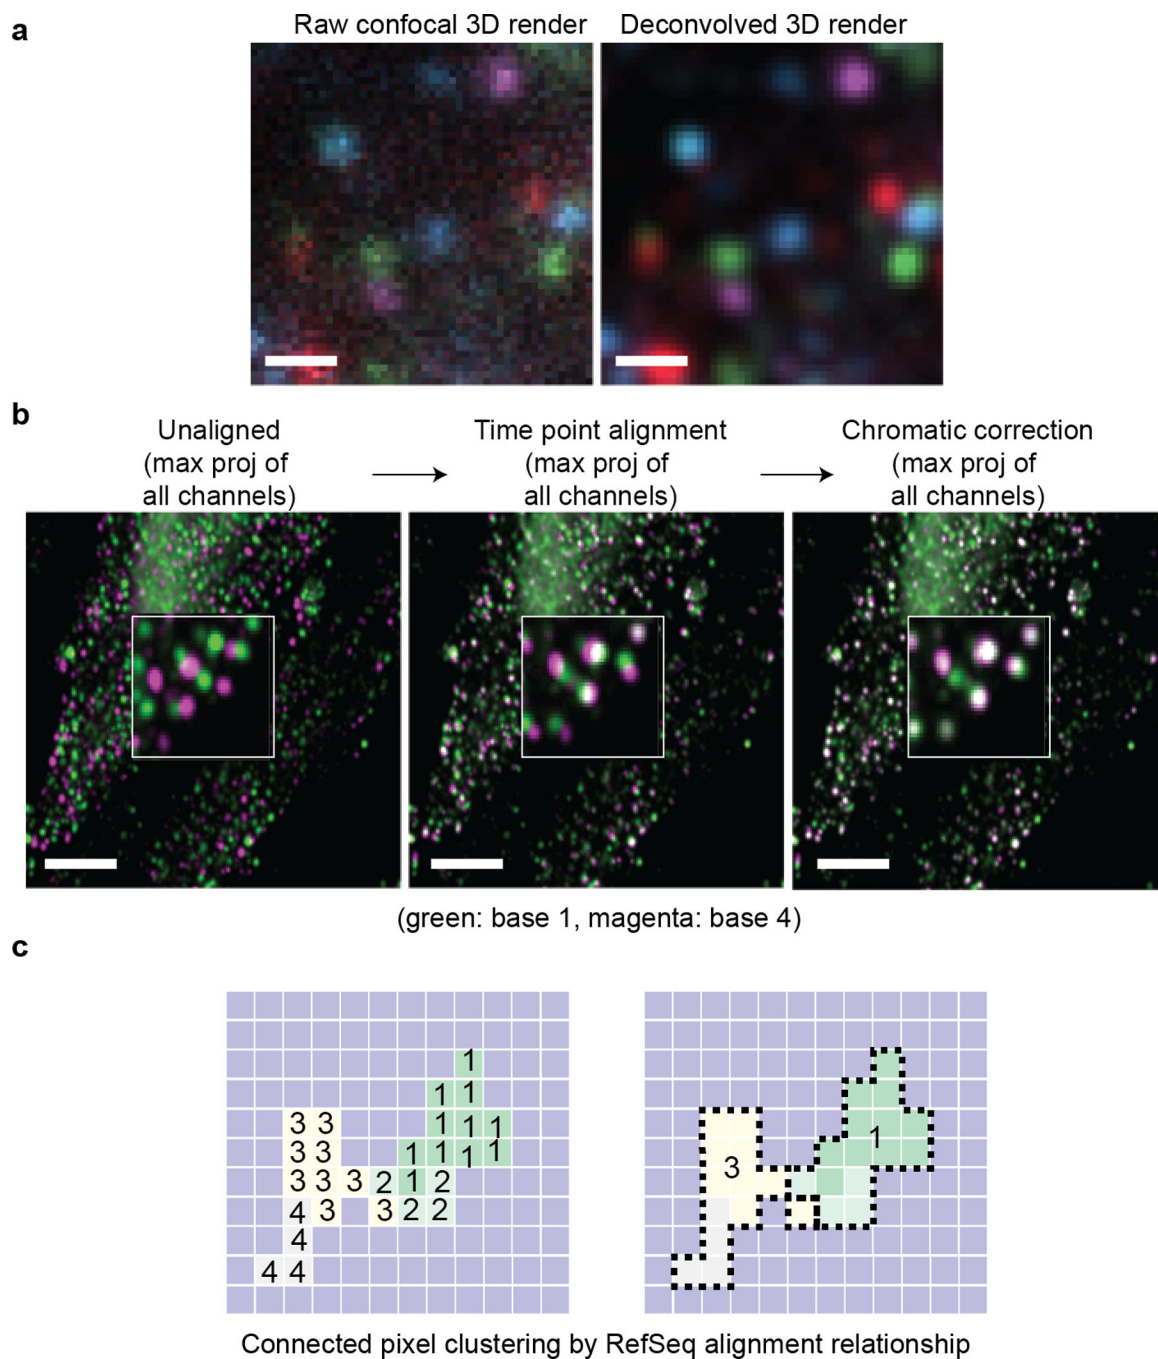 a
Raw confocal 3D render
Deconvolved 3D render
b
Unaligned
(max proj of
all channels)
Time point alignment
(max proj of
all channels)
Chromatic correction
(max proj of
all channels)
(green: base 1, magenta: base 4)
c
1
1 1
3 3 1 1 1
3 3 1 1 1 1
3 3 3 2 1 2
4 3 3 2 2
4
4 4
1
3
Connected pixel clustering by RefSeq alignment relationship